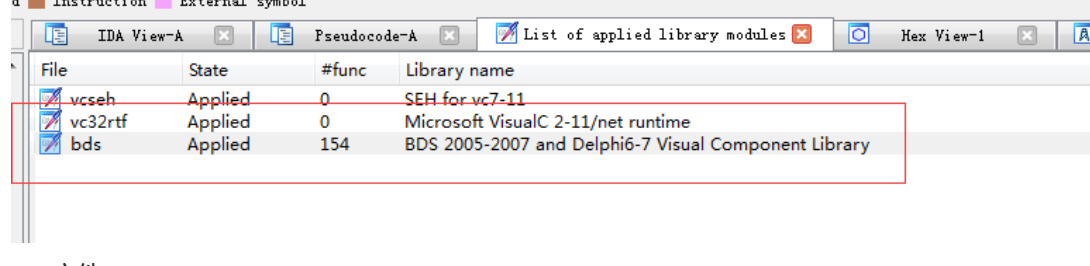 d Instruction External symbol
IDA View-A Pseudocode-A List of applied library modules Hex View-1 A
File State #func Library name
vcseh Applied 0 SEH for vc7-11
vc32rtf Applied 0 Microsoft VisualC 2-11/net runtime
bds Applied 154 BDS 2005-2007 and Delphi6-7 Visual Component Library